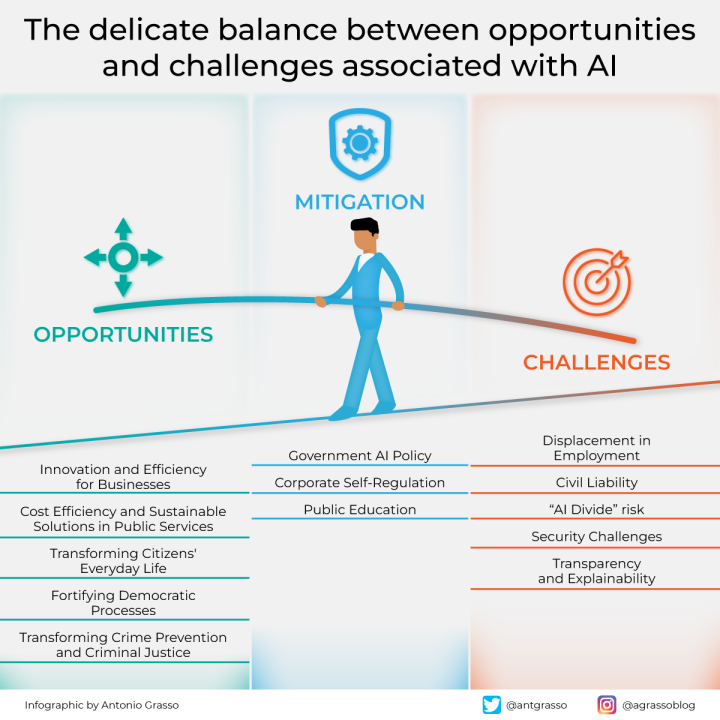 The delicate balance between opportunities
and challenges associated with AI
MITIGATION
OPPORTUNITIES
CHALLENGES
Innovation and Efficiency
for Businesses
Cost Efficiency and Sustainable
Solutions in Public Services
Transforming Citizens'
Everyday Life
Fortifying Democratic
Processes
Transforming Crime Prevention
and Criminal Justice
Government AI Policy
Corporate Self-Regulation
Public Education
Displacement in
Employment
Civil Liability
“AI Divide” risk
Security Challenges
Transparency
and Explainability
Infographic by Antonio Grasso
@antgrasso
@agrassoblog